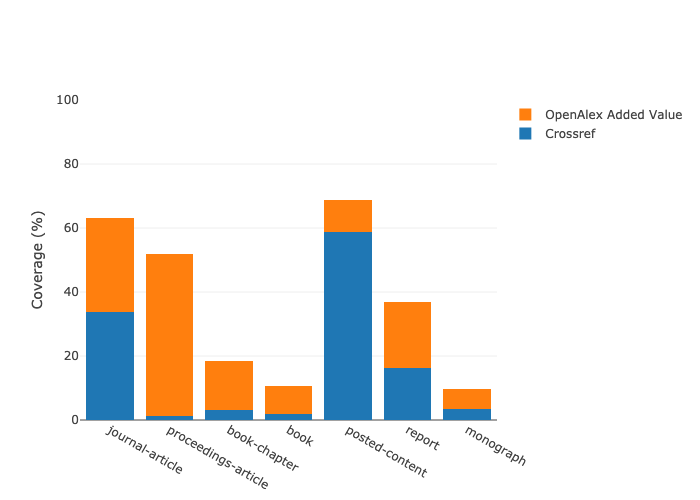 100
80
60
40
20
0
Coverage (%)
journal-article
proceedings-article
book-chapter
book
posted-content
report
monograph
OpenAlex Added Value
Crossref